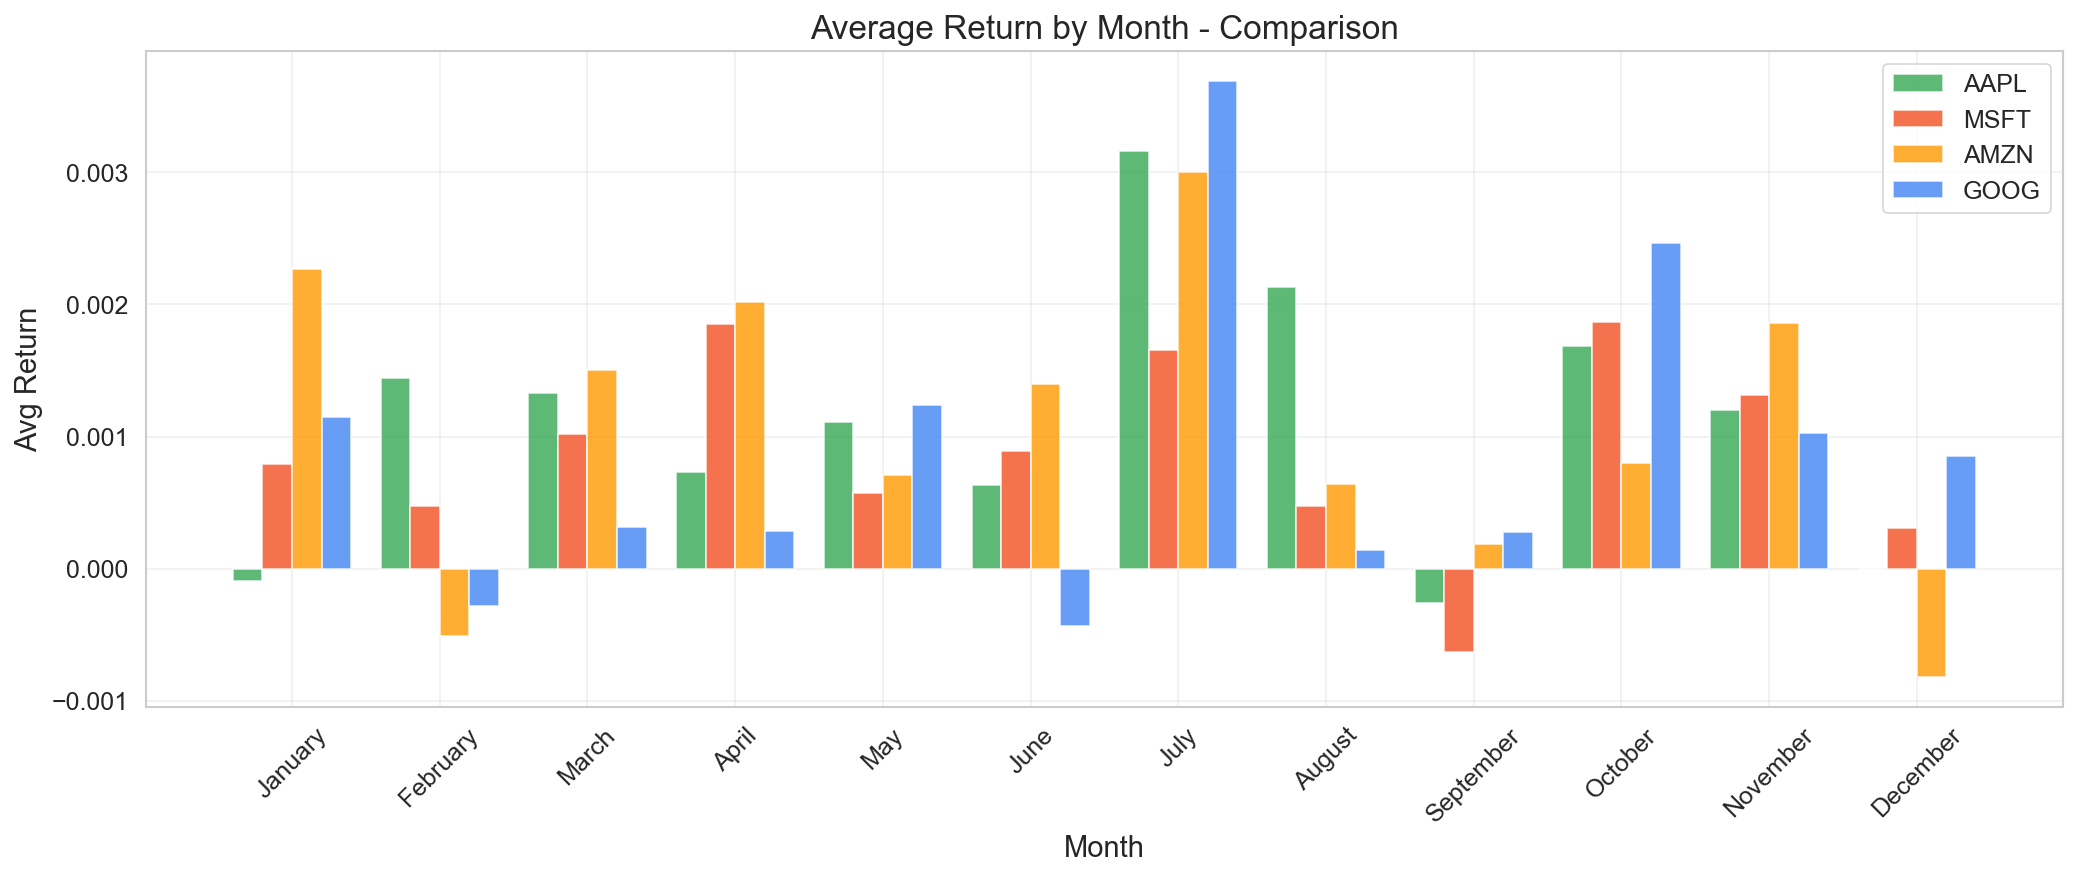 Average Return by Month - Comparison
AAPL
MSFT
AMZN
GOOG
Avg Return
0.003
0.002
0.001
0.000
−0.001
January
February
March
April
May
June
July
August
September
October
November
December
Month